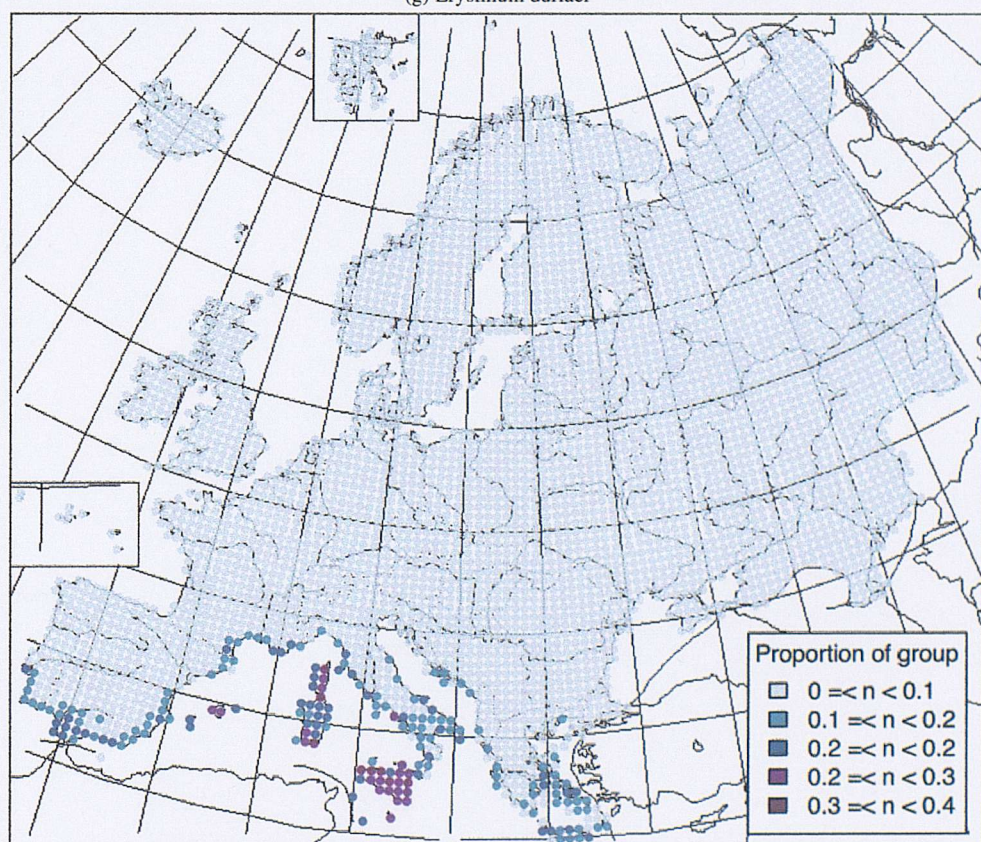 Proportion of group
0 =< n < 0.1
0.1 =< n < 0.2
0.2 =< n < 0.2
0.2 =< n < 0.3
0.3 =< n < 0.4